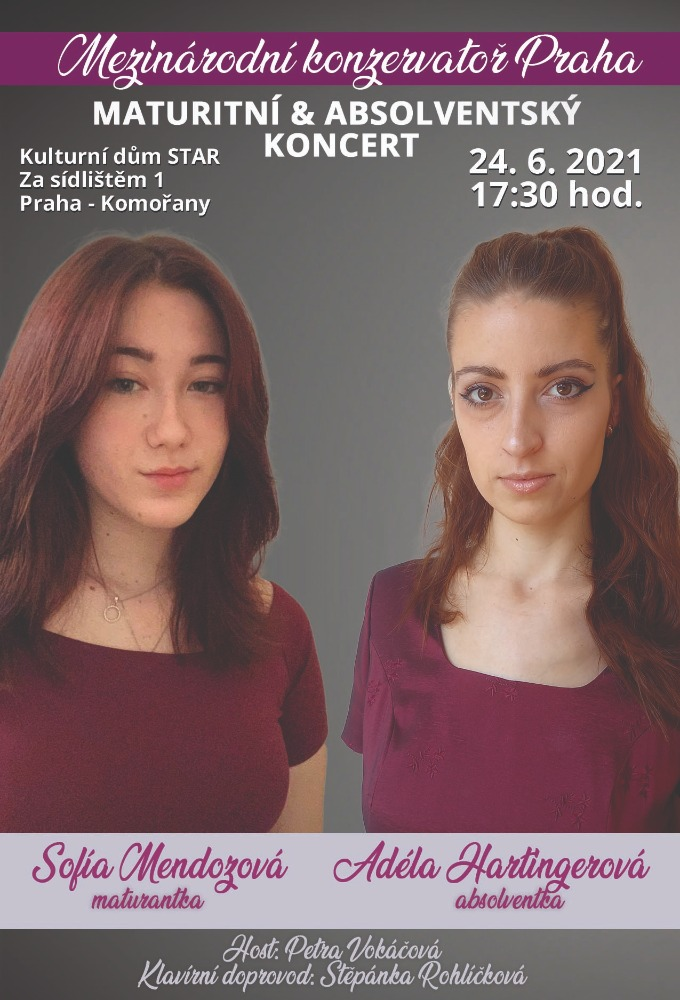 Mezinárodní konzervatoř Praha
MATURITNÍ & ABSOLVENTSKÝ
KONCERT
Kulturní dům STAR
Za sídlištěm 1
Praha - Komořany
24. 6. 2021
17:30 hod.
Sofía Mendozová
maturantka
Adéla Hartingerová
absolventka
Host: Petra Vokáčová
Klavírní doprovod: Štěpánka Rohlíčková